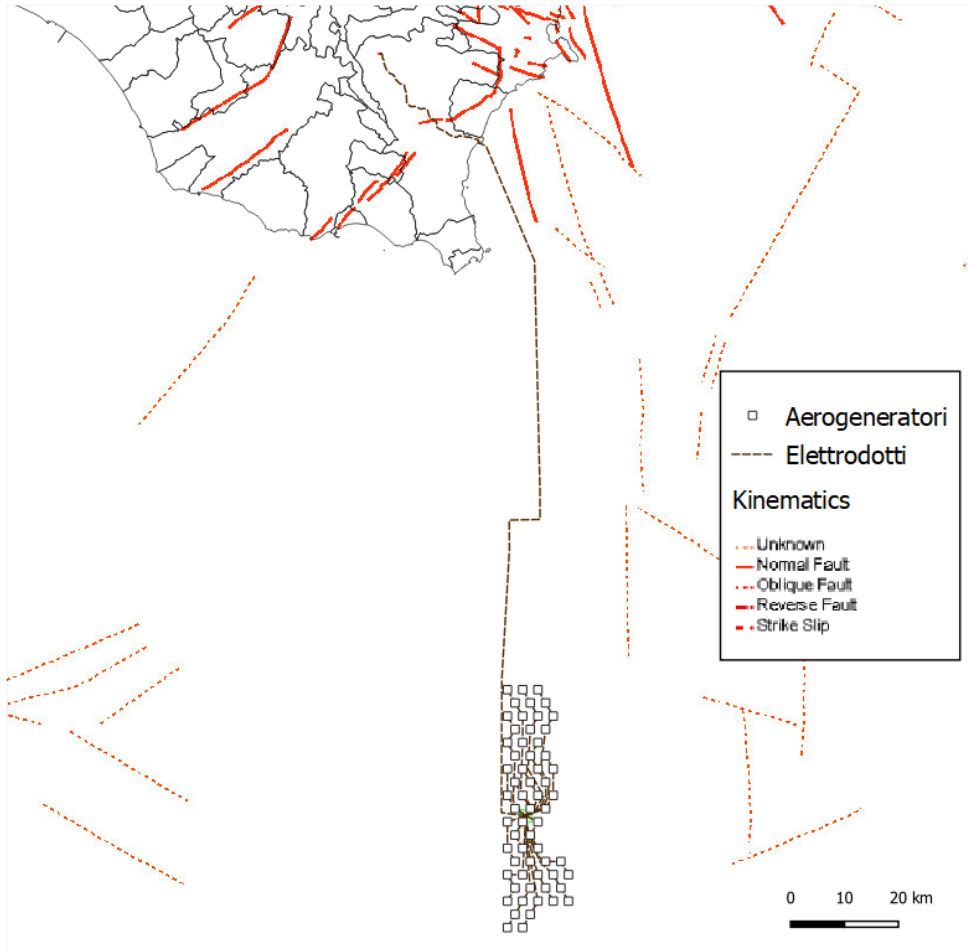 Aerogeneratori
Elettrodotti
Kinematics
Unknown
Normal Fault
Oblique Fault
Reverse Fault
Strike Slip
0 10 20 km